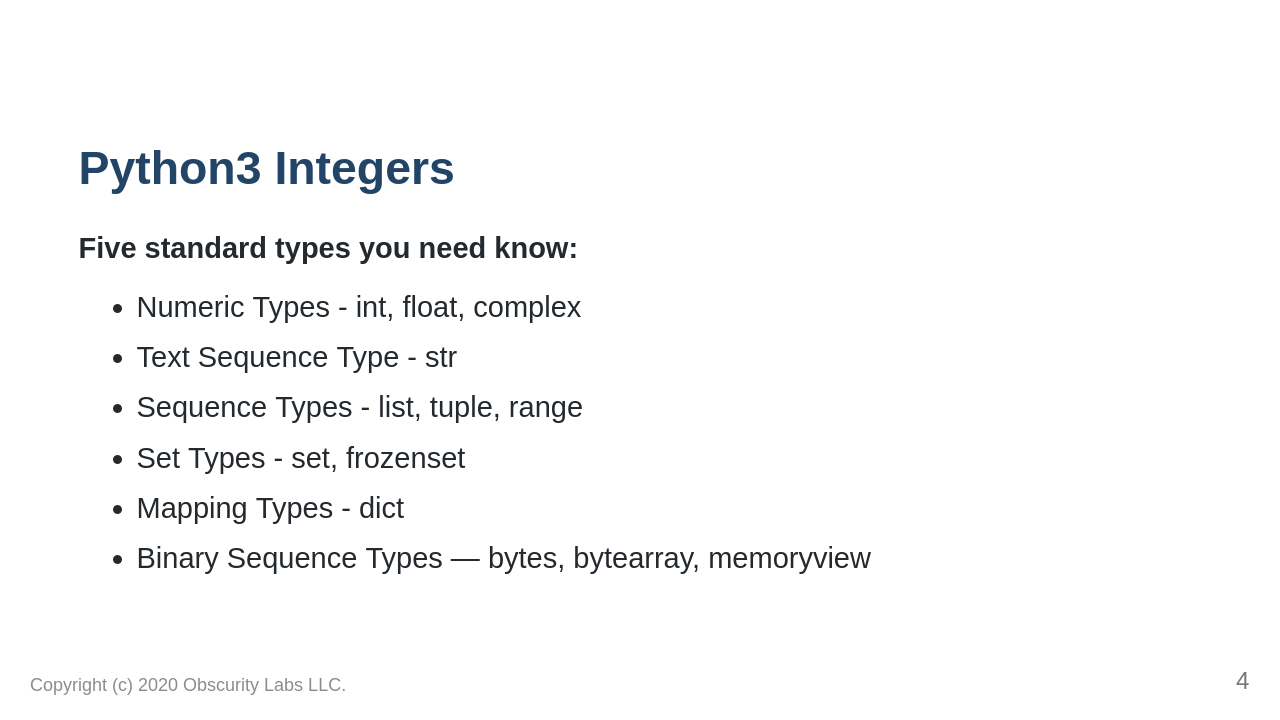 Python3 Integers
Five standard types you need know:
• Numeric Types - int, float, complex
• Text Sequence Type - str
• Sequence Types - list, tuple, range
• Set Types - set, frozenset
• Mapping Types - dict
• Binary Sequence Types — bytes, bytearray, memoryview
Copyright (c) 2020 Obscurity Labs LLC.
4